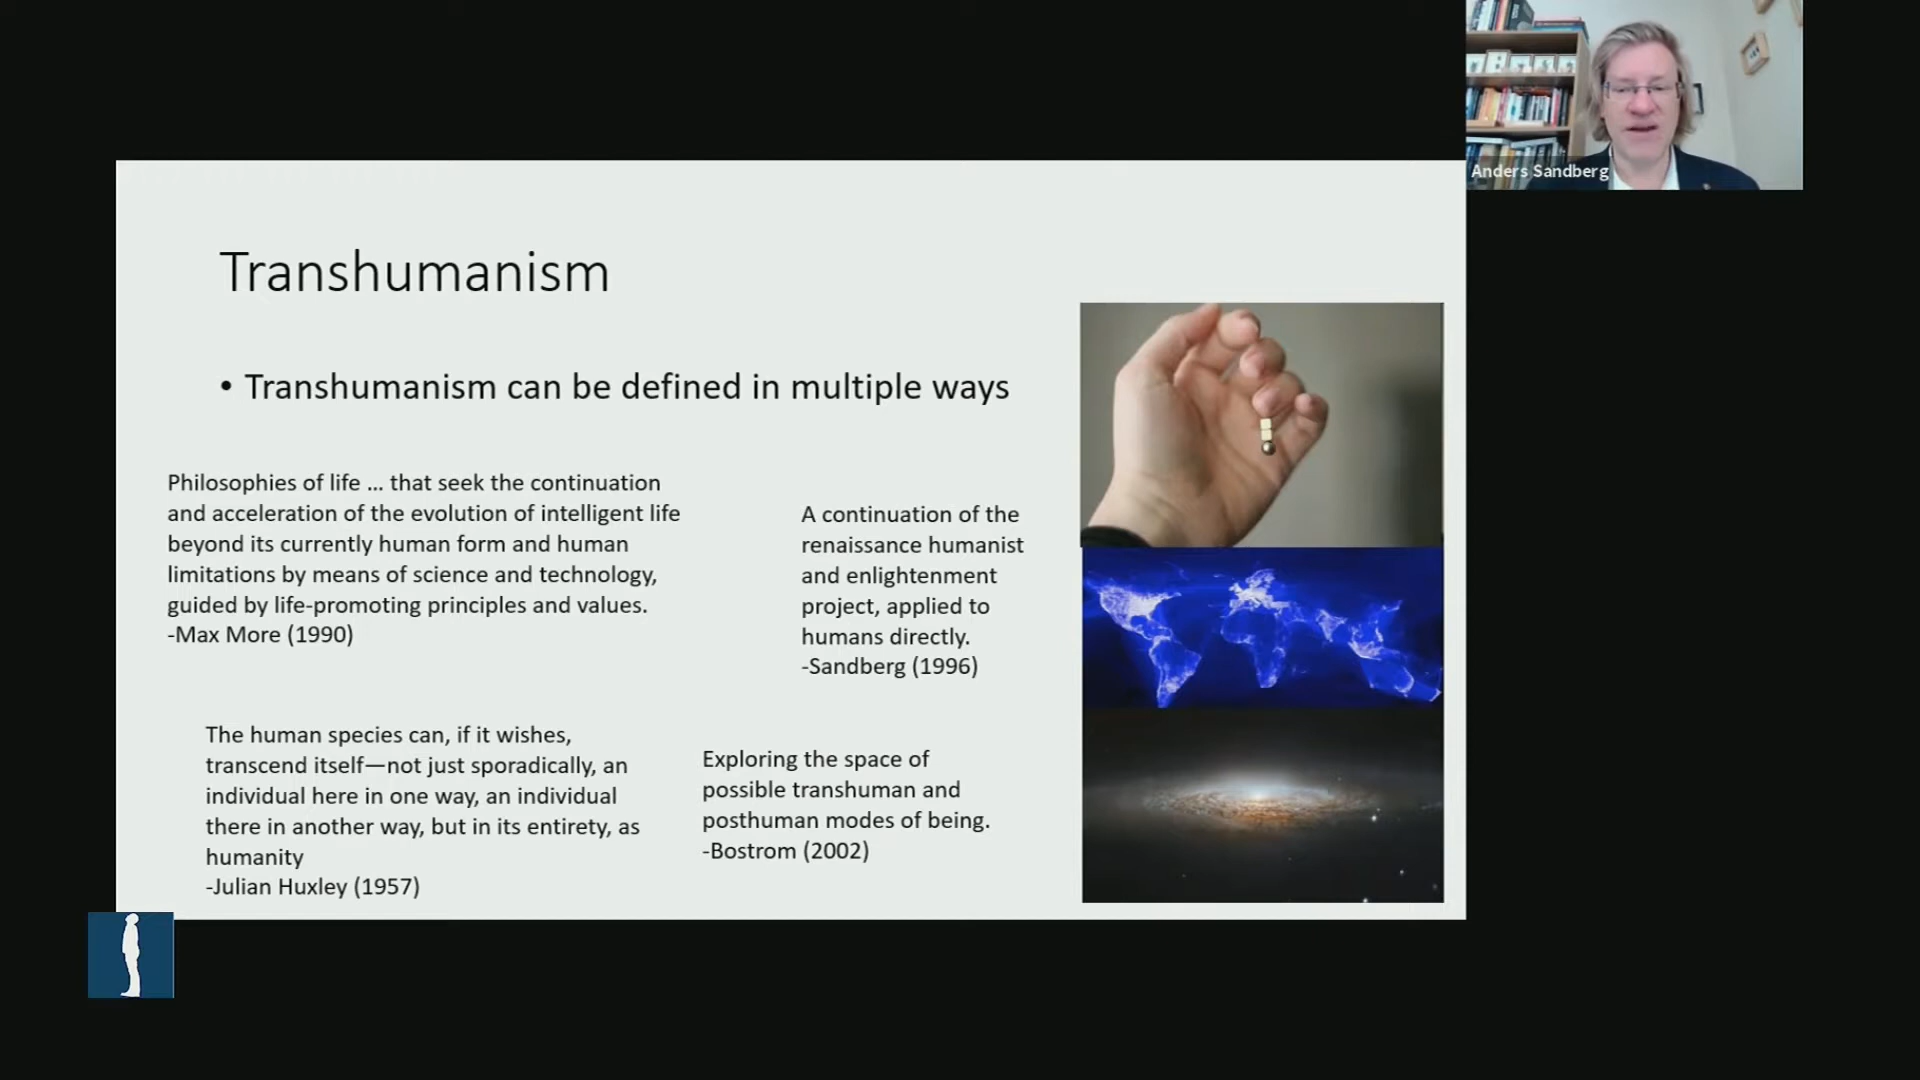 Anders Sandberg
Transhumanism
• Transhumanism can be defined in multiple ways
Philosophies of life ... that seek the continuation
and acceleration of the evolution of intelligent life
beyond its currently human form and human
limitations by means of science and technology,
guided by life-promoting principles and values.
-Max More (1990)
A continuation of the
renaissance humanist
and enlightenment
project, applied to
humans directly.
-Sandberg (1996)
The human species can, if it wishes,
transcend itself—not just sporadically, an
individual here in one way, an individual
there in another way, but in its entirety, as
humanity
-Julian Huxley (1957)
Exploring the space of
possible transhuman and
posthuman modes of being.
-Bostrom (2002)